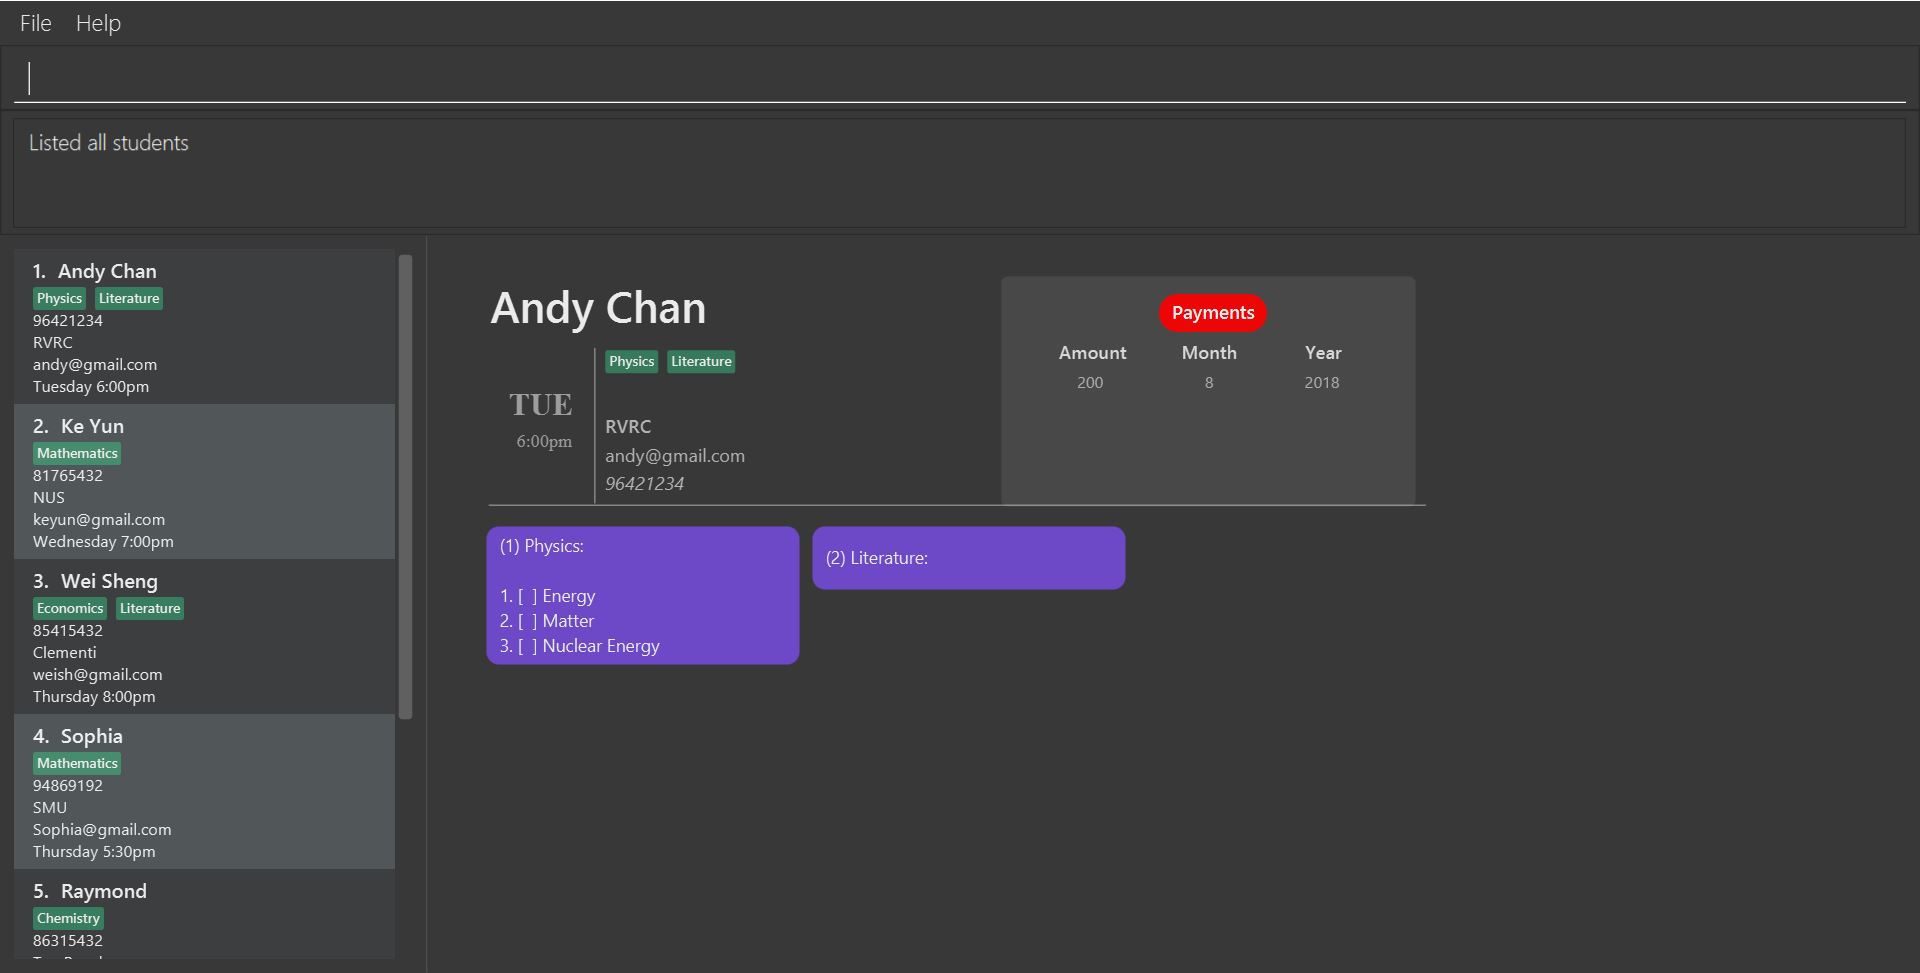 File Help
Listed all students
1. Andy Chan
Physics Literature
96421234
RVRC
andy@gmail.com
Tuesday 6:00pm
2. Ke Yun
Mathematics
81765432
NUS
keyun@gmail.com
Wednesday 7:00pm
3. Wei Sheng
Economics Literature
85415432
Clementi
weish@gmail.com
Thursday 8:00pm
4. Sophia
Mathematics
94869192
SMU
Sophia@gmail.com
Thursday 5:30pm
5. Raymond
Chemistry
86315432
Andy Chan
TUE
6:00pm
Physics Literature
RVRC
andy@gmail.com
96421234
Payments
Amount Month Year
200 8 2018
(1) Physics:
1. [ ] Energy
2. [ ] Matter
3. [ ] Nuclear Energy
(2) Literature: